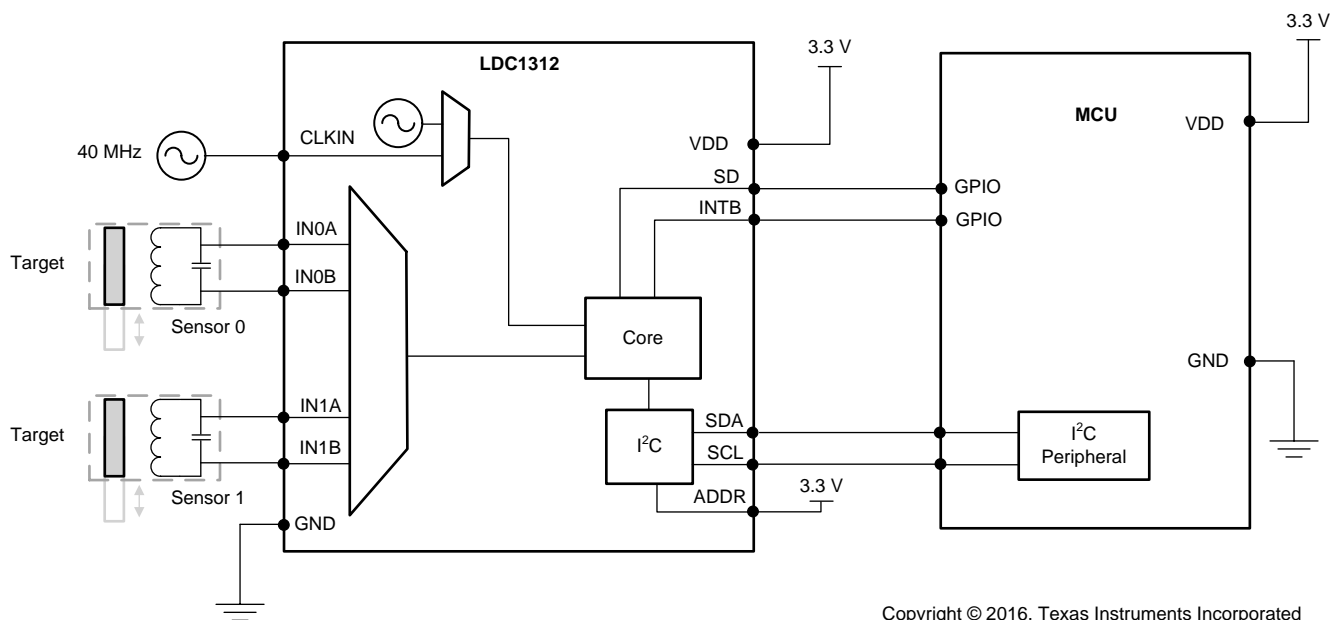 LDC1312
3.3 V
3.3 V
MCU
VDD
40 MHz
CLKIN
VDD
SD
GPIO
INTB
GPIO
IN0A
Target
IN0B
Sensor 0
Core
GND
IN1A
Target
IN1B
Sensor 1
I²C
SDA
SCL
ADDR
3.3 V
I²C
Peripheral
GND
Copyright © 2016, Texas Instruments Incorporated